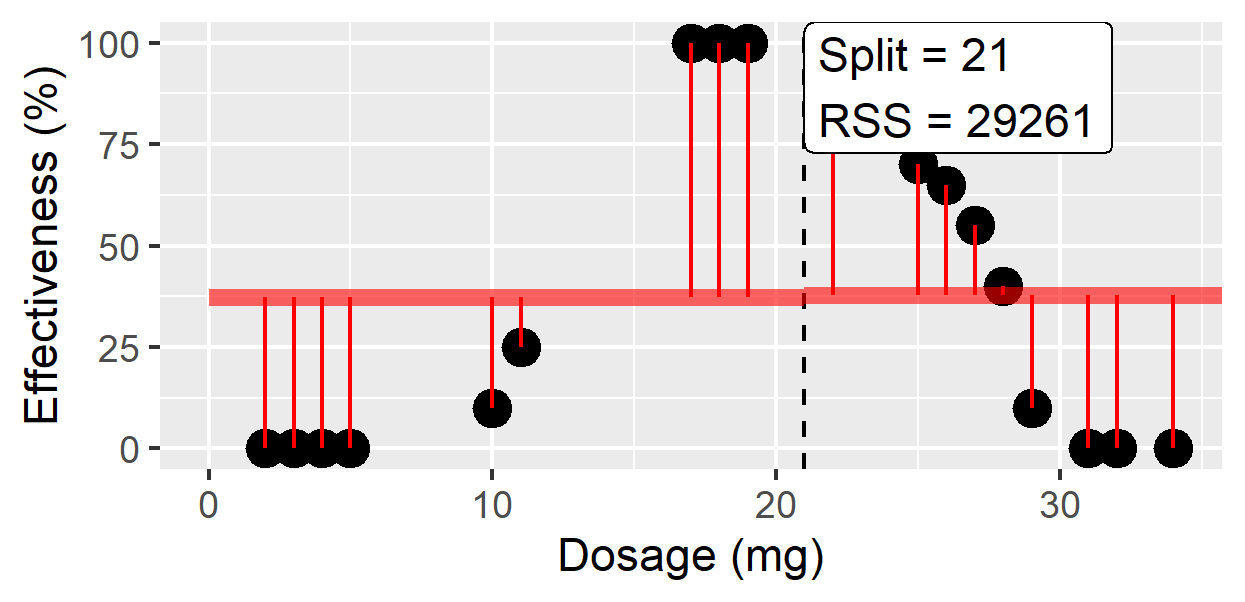 Split = 21
RSS = 29261
Effectiveness (%)
100
75
50
25
0
0 10 20 30
Dosage (mg)